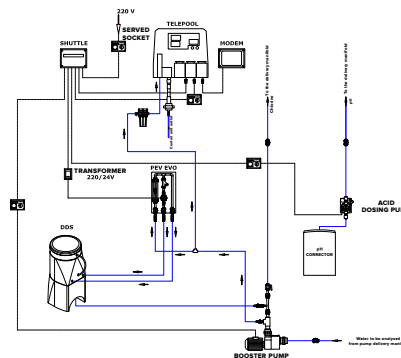 220 V
SERVED
SOCKET
TELEPOOL
SHUTTLE
MODEM
To the delivery manifold
Chlorine
To the delivery manifold
pH
TRANSFORMER
220/24V
PEV EVO
ACID
DOSING PU
DDS
pH
CORRECTOR
Water to be analysed
from pump delivery mani
BOOSTER PUMP